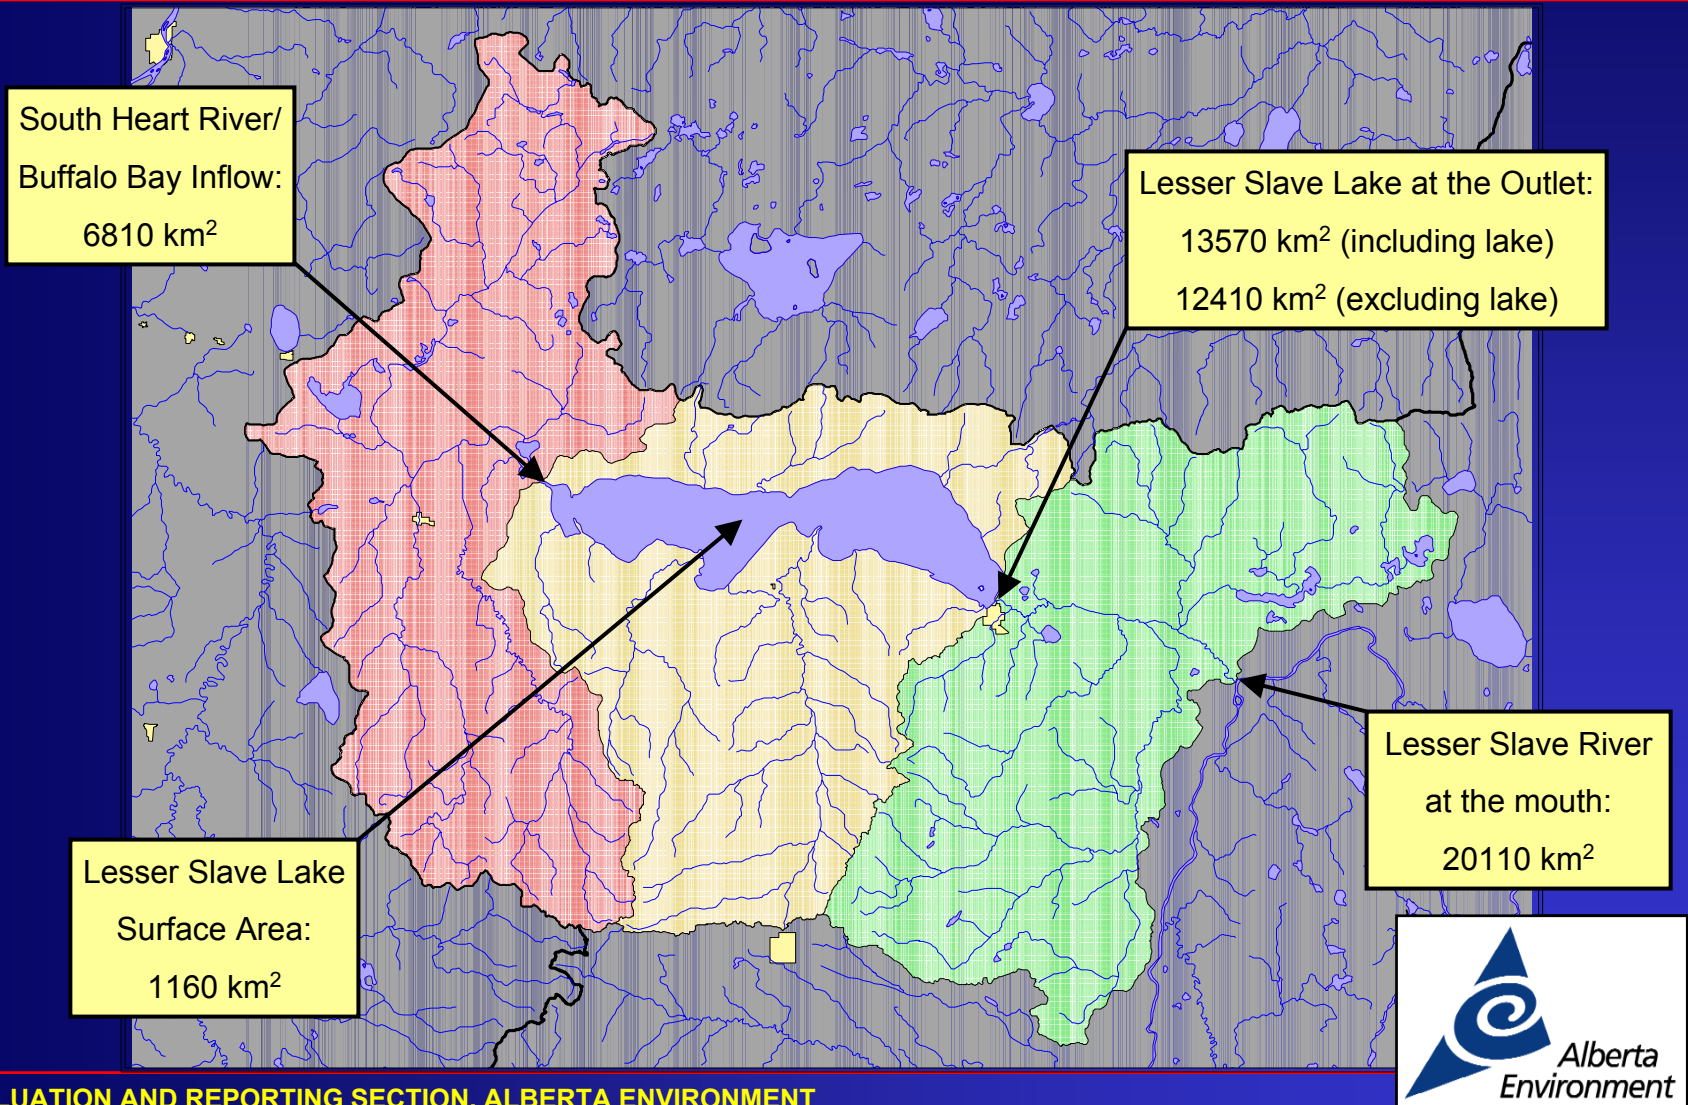 South Heart River/
Buffalo Bay Inflow:
6810 km²
Lesser Slave Lake at the Outlet:
13570 km² (including lake)
12410 km² (excluding lake)
Lesser Slave River
at the mouth:
20110 km²
Lesser Slave Lake
Surface Area:
1160 km²
Alberta
Environment
UATION AND REPORTING SECTION, ALBERTA ENVIRONMENT